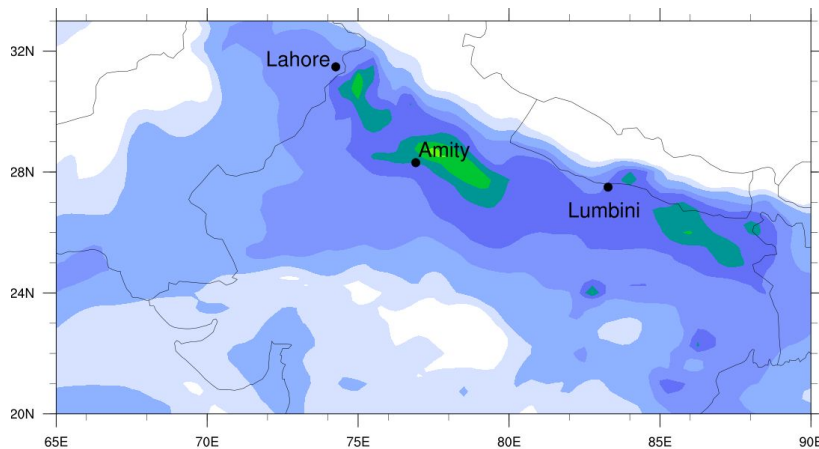 32N
Lahore
Amity
28N
Lumbini
24N
20N
65E 70E 75E 80E 85E 90E